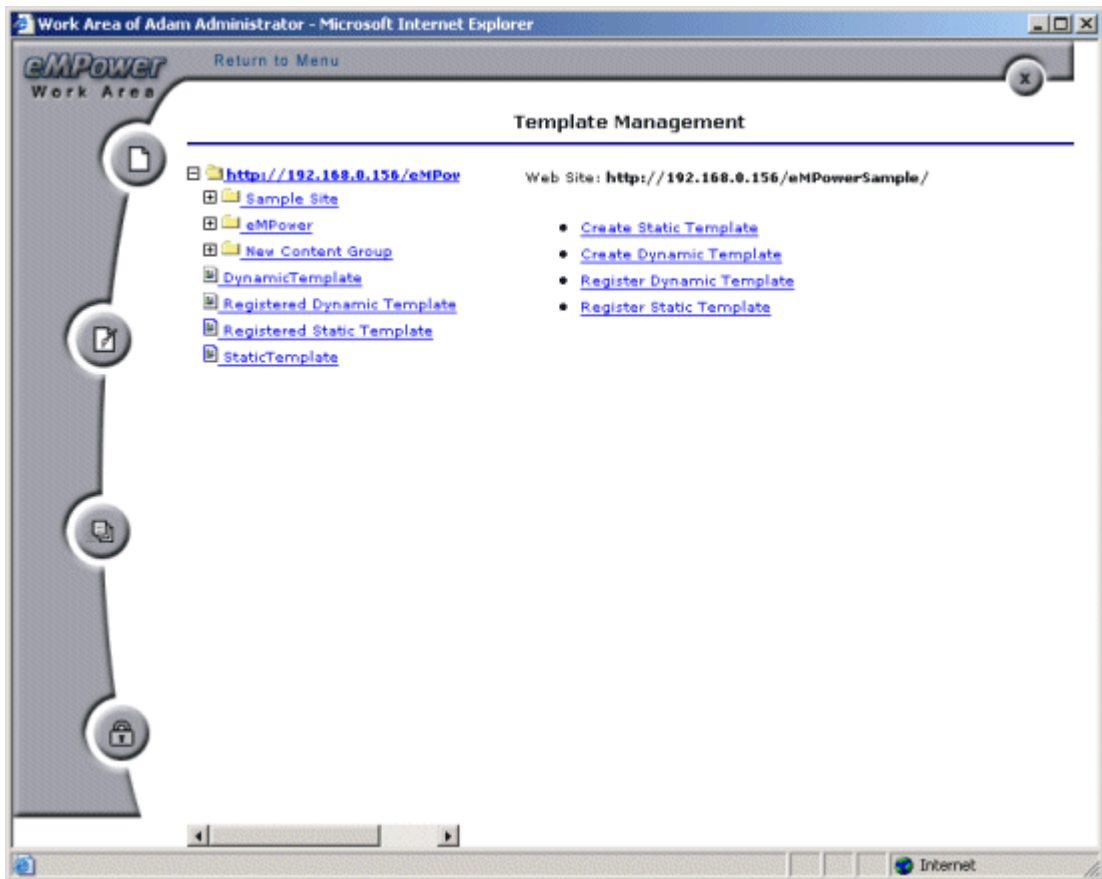 Work Area of Adam Administrator - Microsoft Internet Explorer
eMPower
Work Area
Return to Menu
x
Template Management
http://192.168.0.156/eMPow
Sample Site
eMPower
New Content Group
DynamicTemplate
Registered Dynamic Template
Registered Static Template
StaticTemplate
Web Site: http://192.168.0.156/eMPowerSample/
Create Static Template
Create Dynamic Template
Register Dynamic Template
Register Static Template
Internet